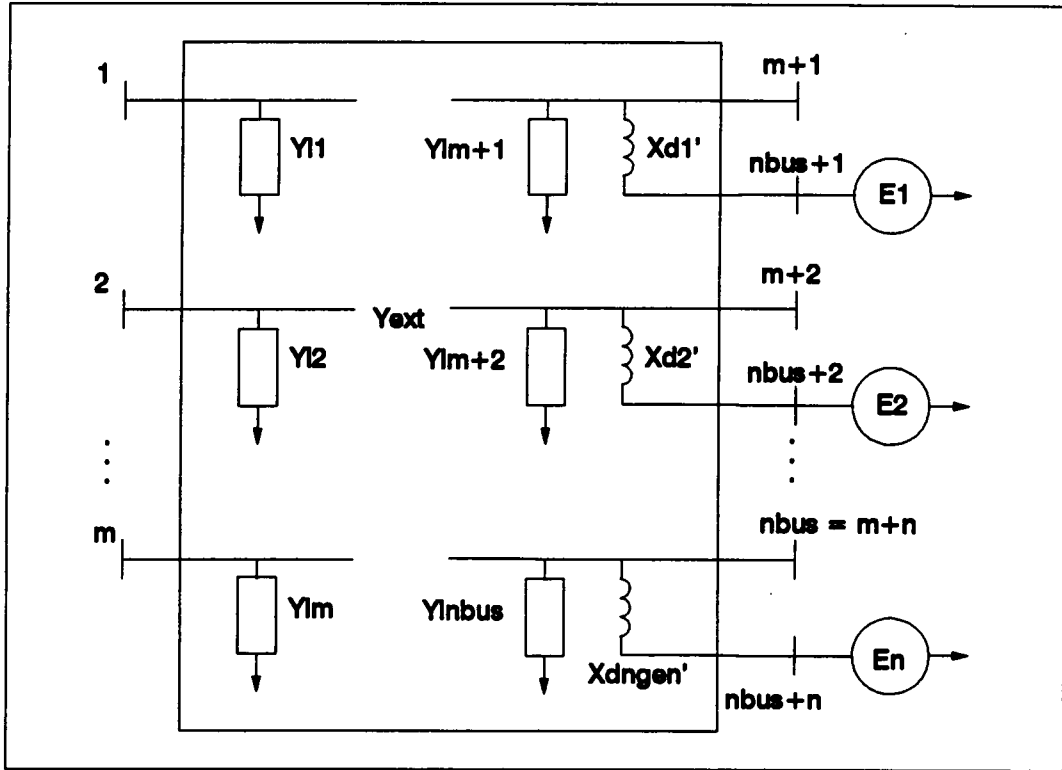 1
m+1
Yl1
Ylm+1
Xd1'
nbus+1
E1
2
m+2
Yext
Yl2
Ylm+2
Xd2'
nbus+2
E2
m
nbus = m+n
Ylm
Ylnbus
Xdngen'
En
nbus+n